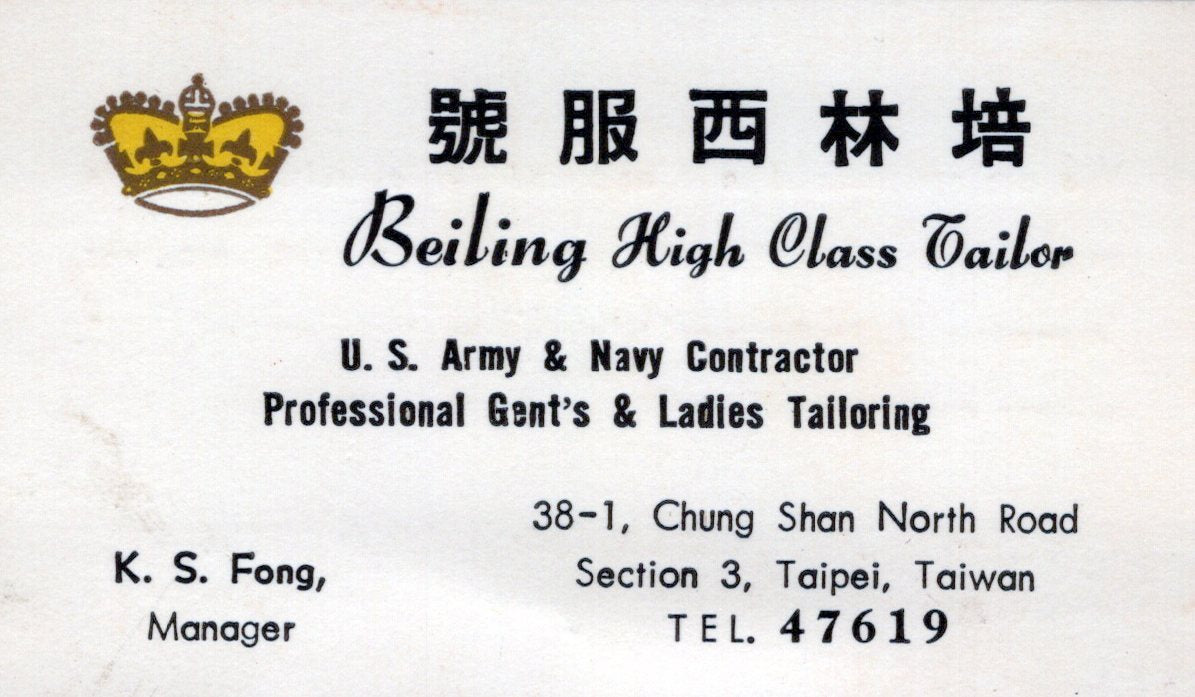 培林西服號
Beiling High Class Tailor
U. S. Army & Navy Contractor
Professional Gent's & Ladies Tailoring
38-1, Chung Shan North Road
Section 3, Taipei, Taiwan
TEL. 47619
K. S. Fong,
Manager